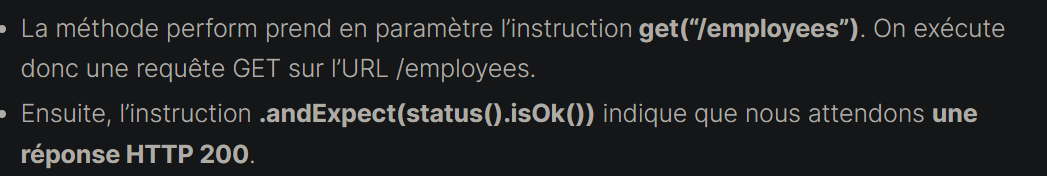 • La méthode perform prend en paramètre l’instruction get(“/employees”). On exécute
donc une requête GET sur l’URL /employees.
• Ensuite, l’instruction .andExpect(status().isOk()) indique que nous attendons une
réponse HTTP 200.